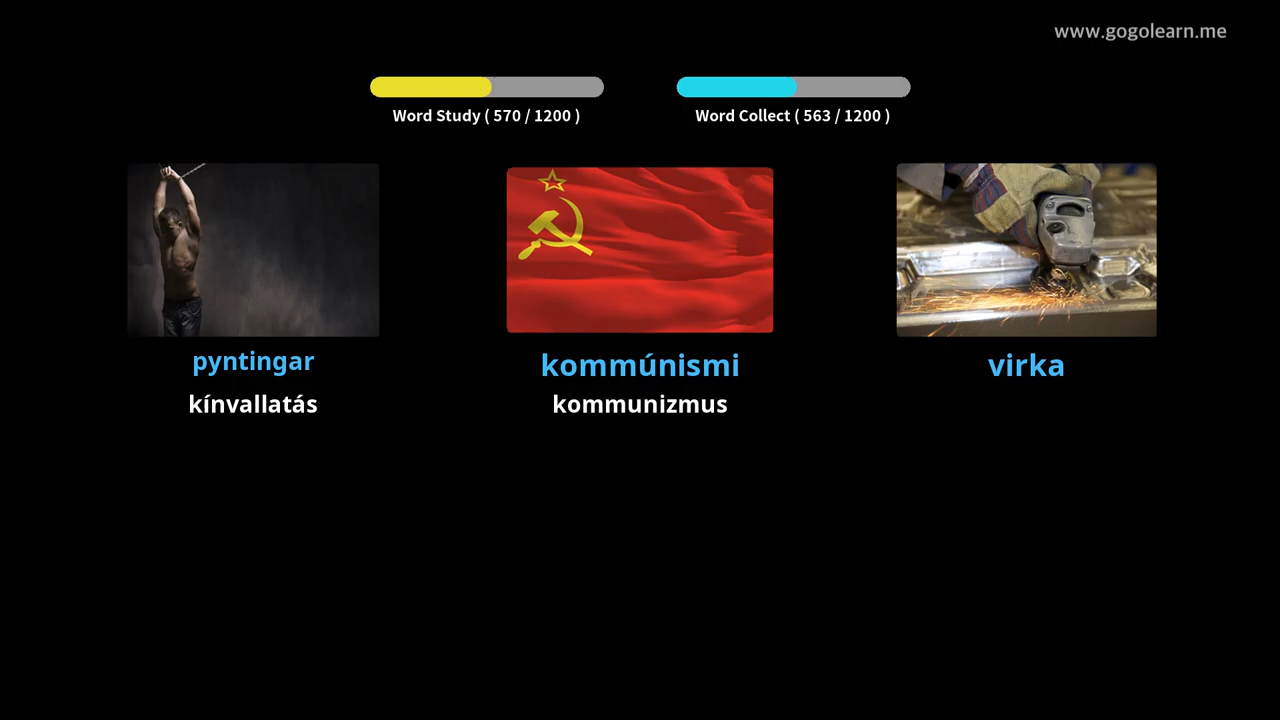 www.gogolearn.me
Word Study ( 570 / 1200 )
Word Collect ( 563 / 1200 )
pyntingar
kommúnismi
virka
kínvallatás
kommunizmus